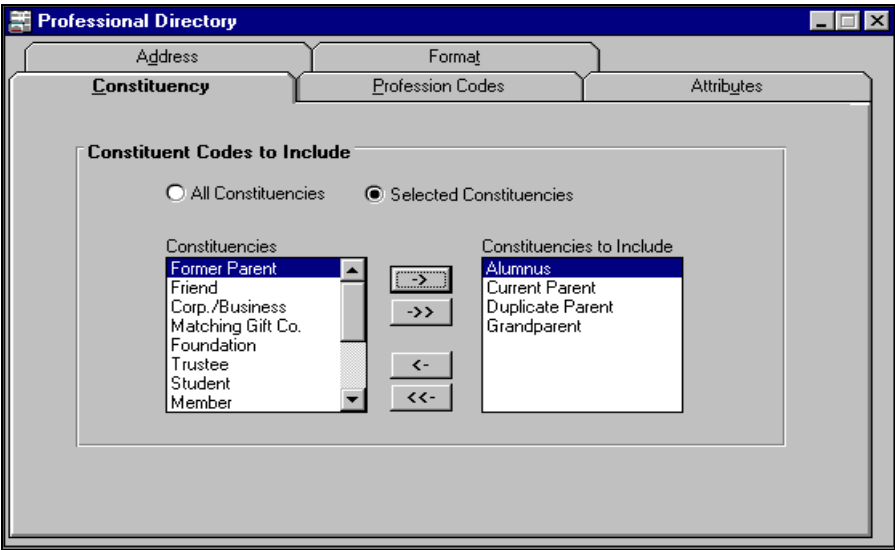 Professional Directory
Address Format
Constituency Profession Codes Attributes
Constituent Codes to Include
All Constituencies Selected Constituencies
Constituencies Constituencies to Include
Former Parent -> Alumnus
Friend Current Parent
Corp./Business ->> Duplicate Parent
Matching Gift Co. Grandparent
Foundation
Trustee <-
Student
Member <<-